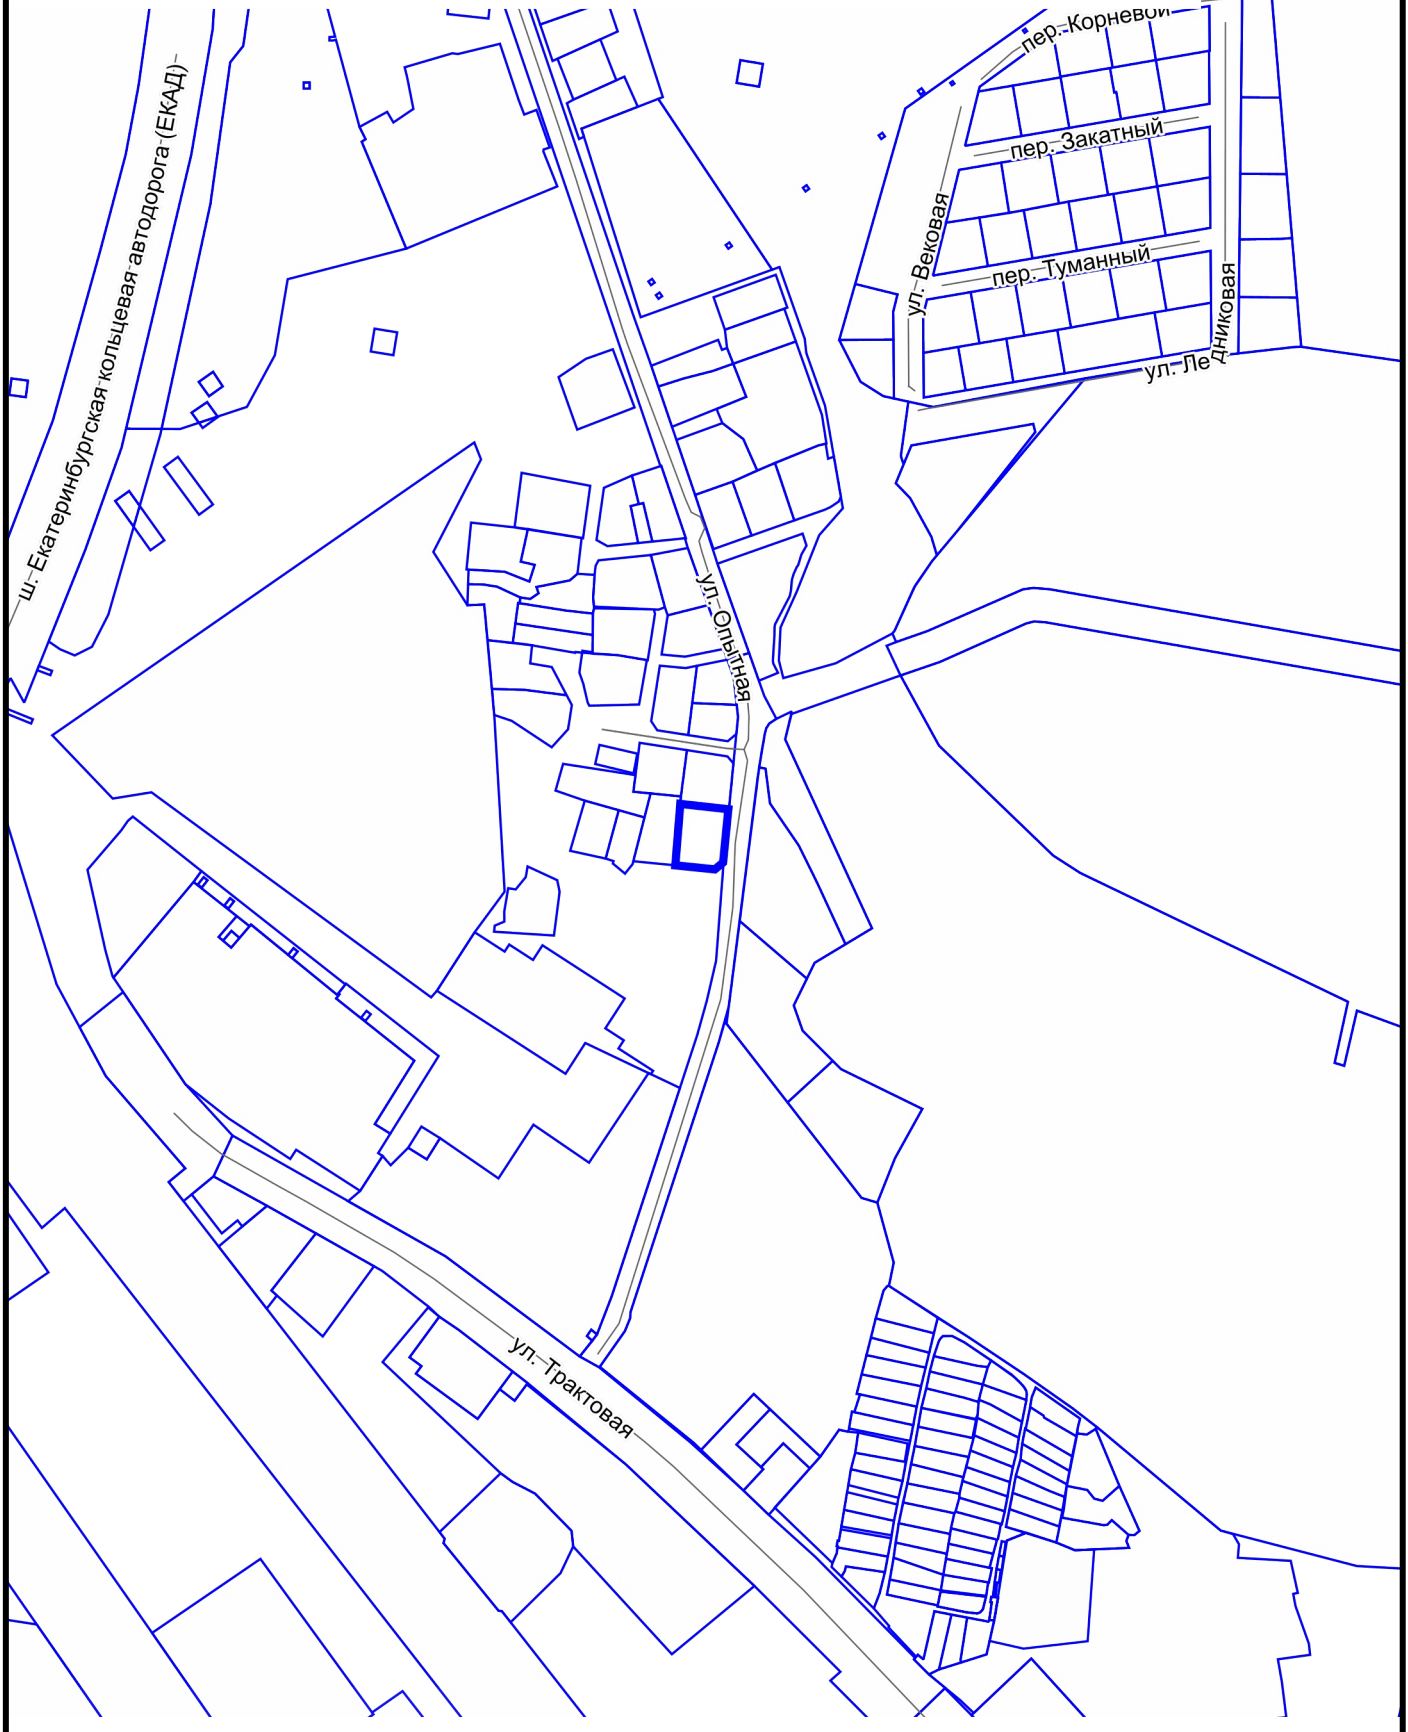 пер. Корневой
ш. Екатеринбургская кольцевая автодорога (ЕКАД)
пер. Закатный
ул. Вековая
пер. Туманный
ул. Ледниковая
ул. Опытная
ул. Трактовая